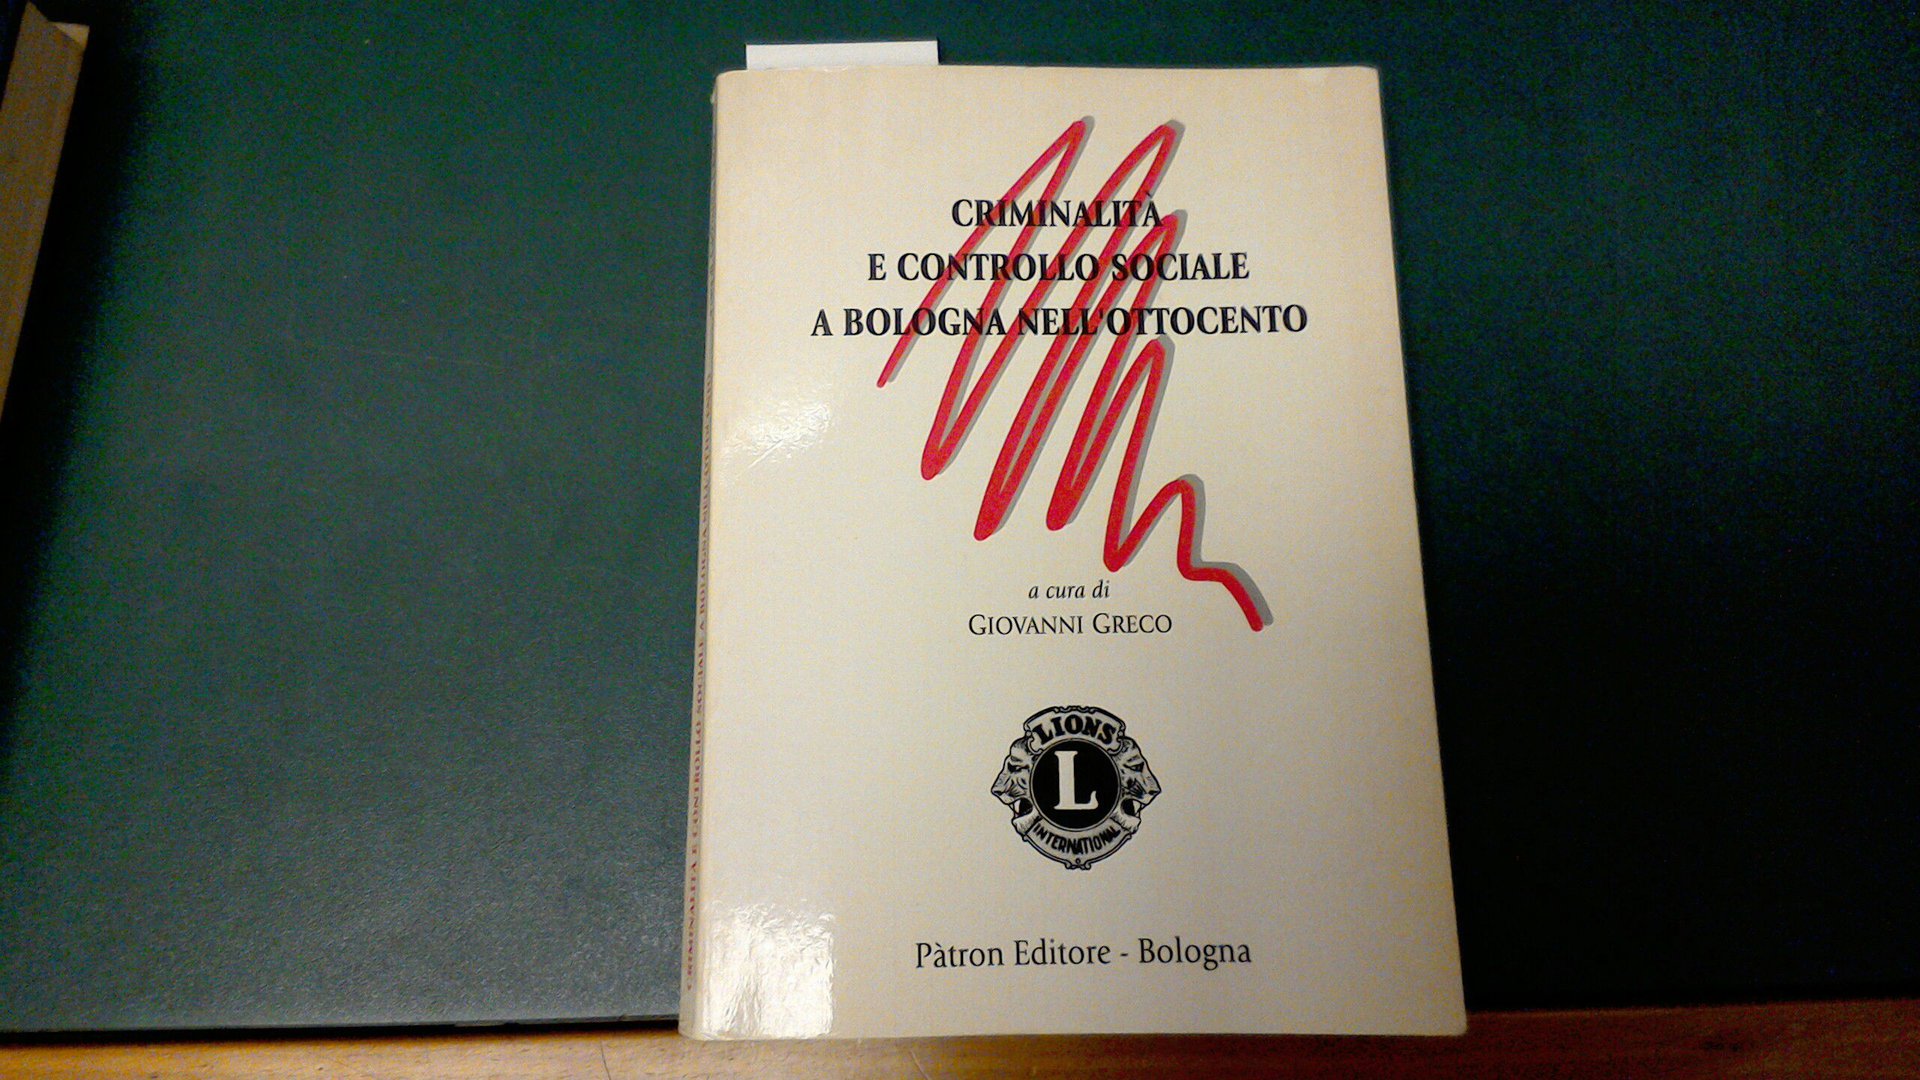 CRIMINALITÀ
E CONTROLLO SOCIALE
A BOLOGNA NELL'OTTOCENTO
a cura di
GIOVANNI GRECO
LIONS
L
INTERNATIONAL
Pàtron Editore - Bologna
CRIMINALITÀ E CONTROLLO SOCIALE A BOLOGNA NELL'OTTOCENTO